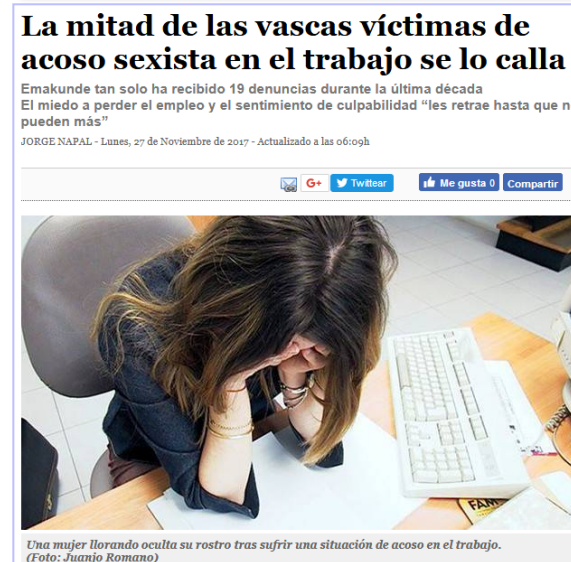 La mitad de las vascas víctimas de
acoso sexista en el trabajo se lo calla
Emakunde tan solo ha recibido 19 denuncias durante la última década
El miedo a perder el empleo y el sentimiento de culpabilidad “les retrae hasta que n
pueden más”
JORGE NAPAL - Lunes, 27 de Noviembre de 2017 - Actualizado a las 06:09h
G+ Twittear Me gusta 0 Compartir
FAM
Una mujer llorando oculta su rostro tras sufrir una situación de acoso en el trabajo.
(Foto: Juanjo Romano)